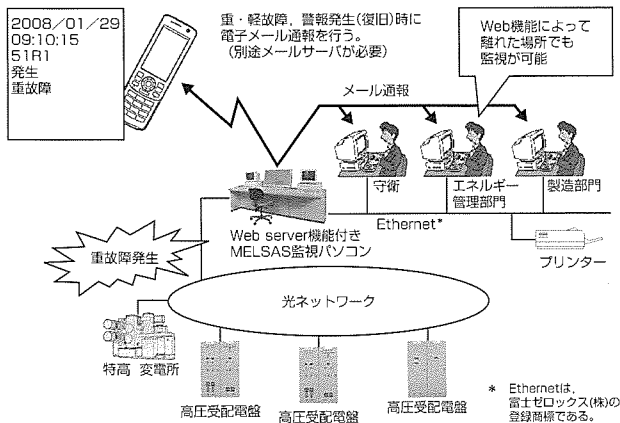 2008/01/29
09:10:15
51R1
発生
重故障
重・軽故障，警報発生(復旧)時に
電子メール通報を行う。
(別途メールサーバが必要)
Web機能によって
離れた場所でも
監視が可能
メール通報
守衛
エネルギー
管理部門
製造部門
Ethernet*
Web server機能付き
MELSAS監視パソコン
プリンター
重故障発生
光ネットワーク
特高 変電所
高圧受配電盤
高圧受配電盤
高圧受配電盤
* Ethernetは，
富士ゼロックス(株)の
登録商標である。